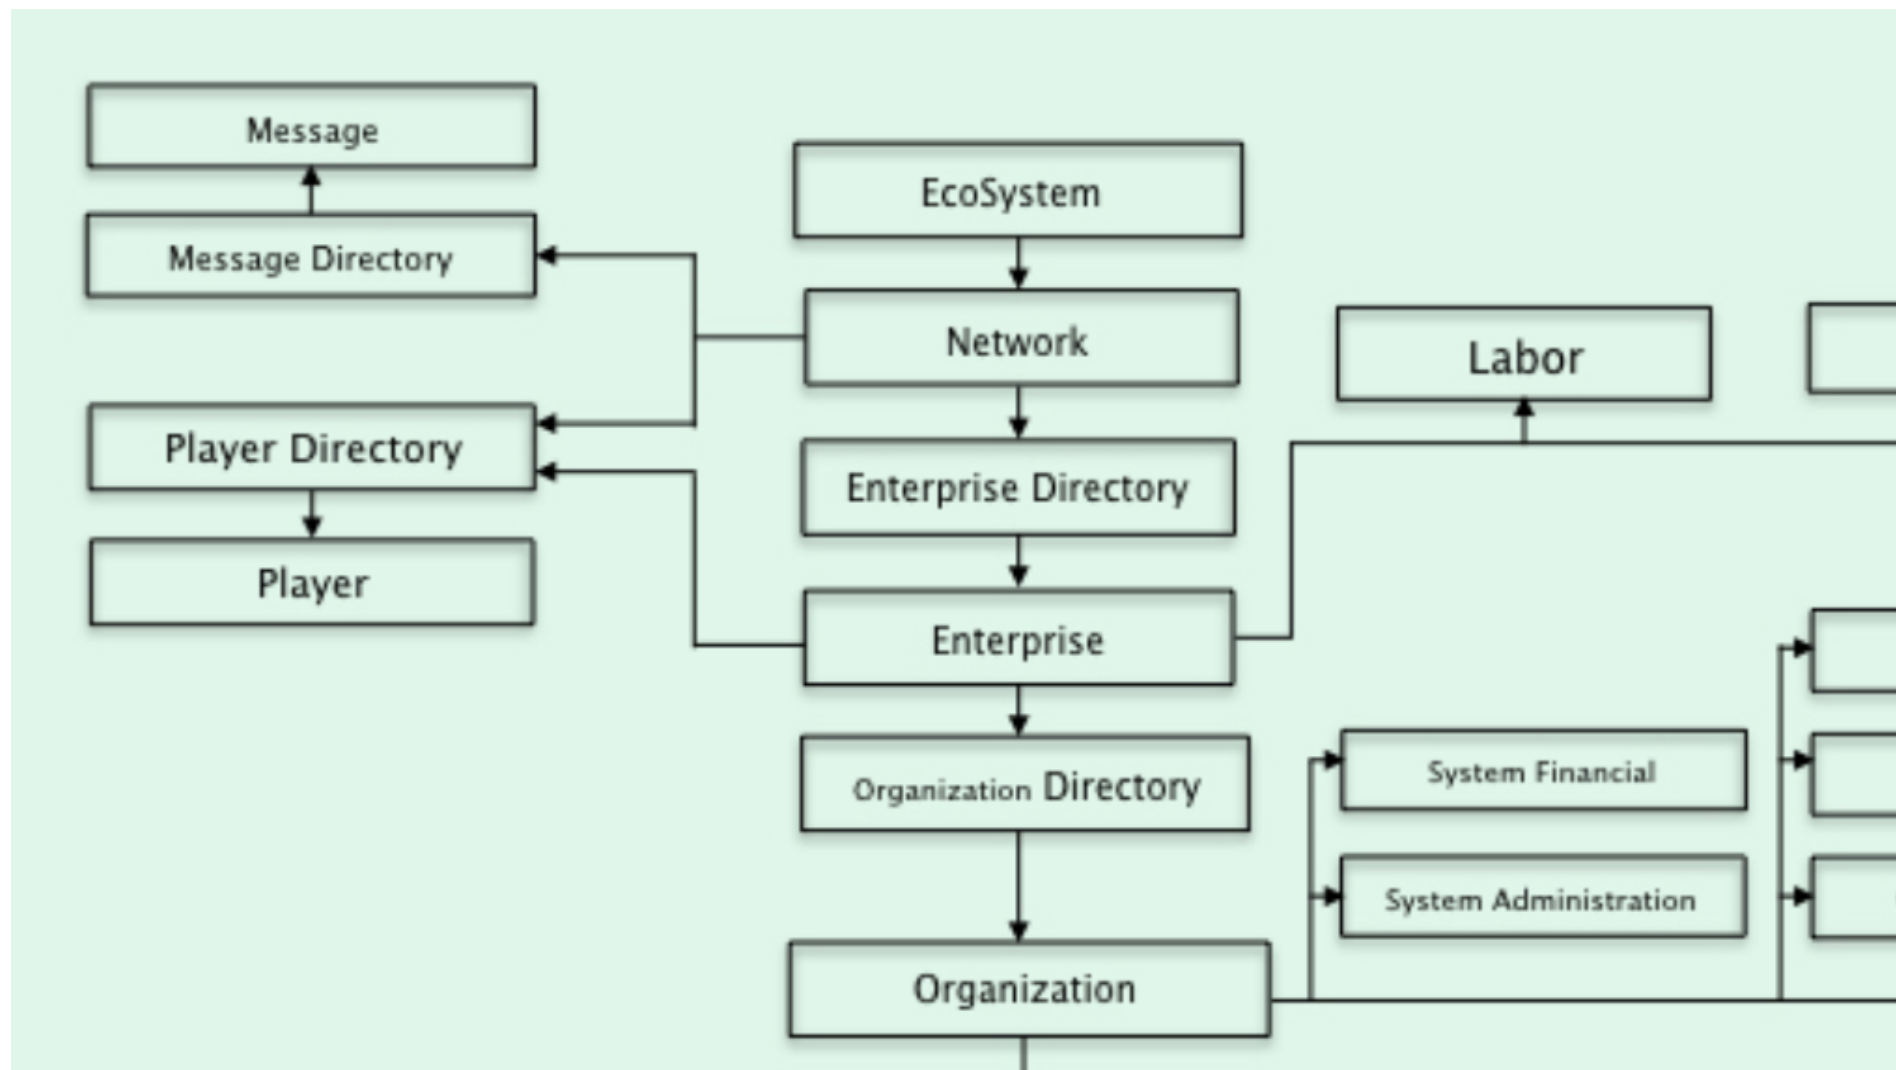 Message
EcoSystem
Message Directory
Network
Labor
Player Directory
Enterprise Directory
Player
Enterprise
System Financial
Organization Directory
System Administration
Organization